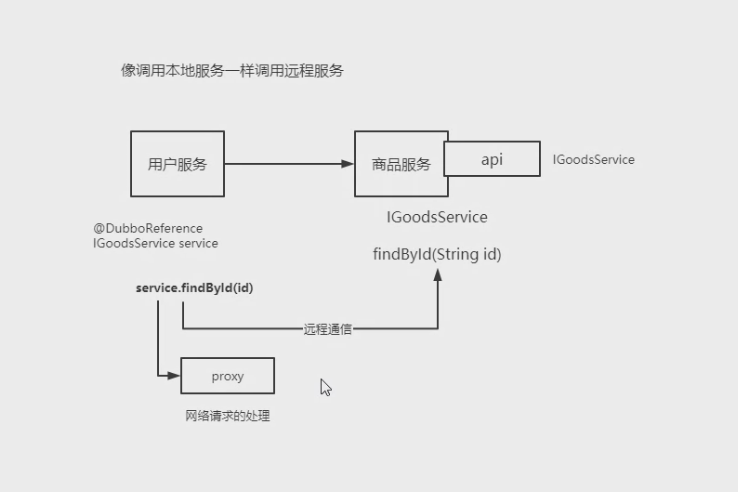 像调用本地服务一样调用远程服务
用户服务
商品服务
api
IGoodsService
IGoodsService
@DubboReference
IGoodsService service
findById(String id)
service.findById(id)
远程通信
proxy
网络请求的处理